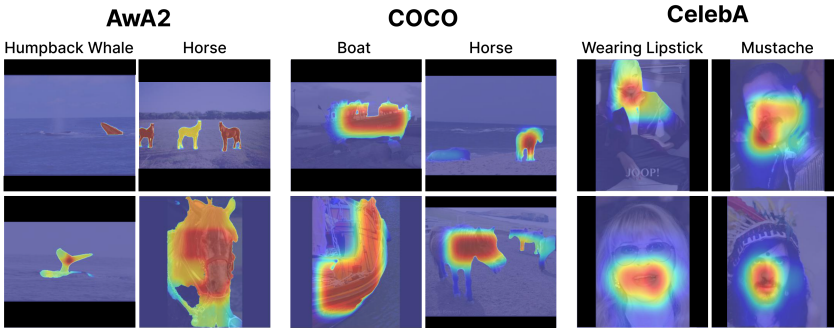 AwA2 COCO CelebA
Humpback Whale Horse Boat Horse Wearing Lipstick Mustache
JOOP!